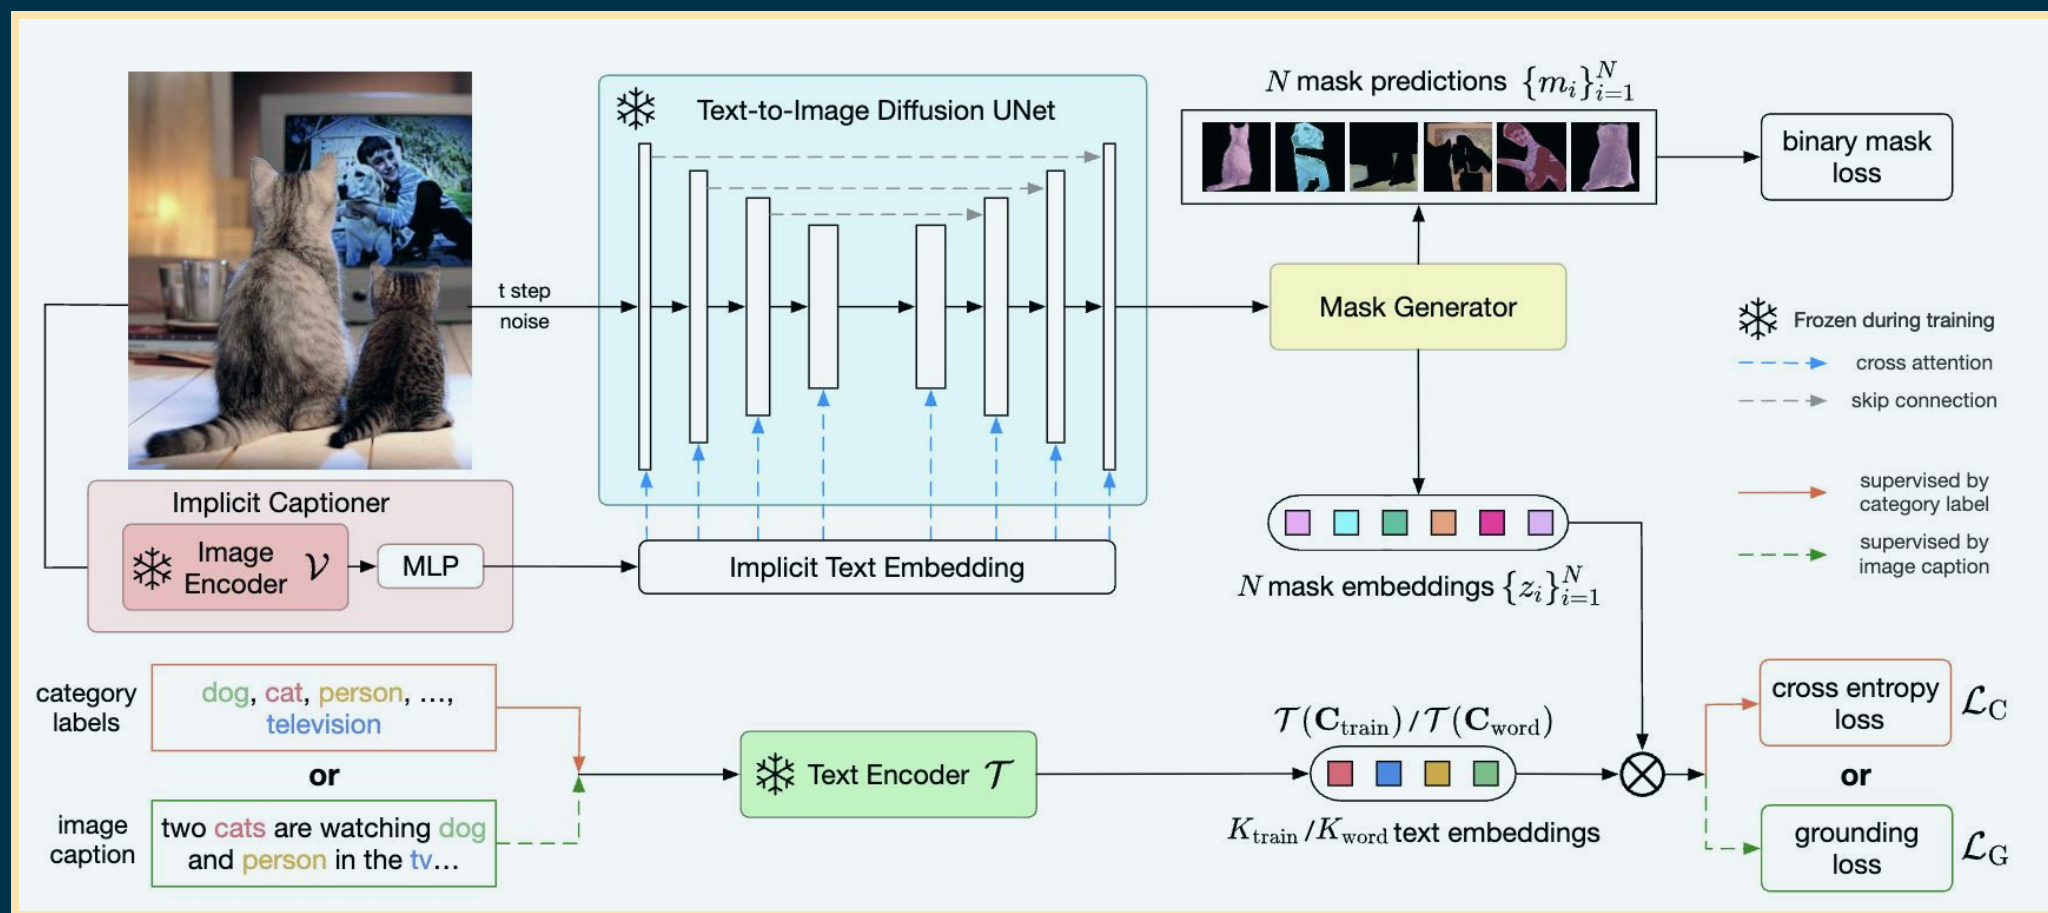 Text-to-Image Diffusion UNet
t step
noise
Implicit Captioner
Image
Encoder 𝒱
MLP
Implicit Text Embedding
N mask predictions {m_i}_{i=1}^N
binary mask
loss
Mask Generator
N mask embeddings {z_i}_{i=1}^N
Frozen during training
cross attention
skip connection
supervised by
category label
supervised by
image caption
category
labels
dog, cat, person, ...,
television
or
image
caption
two cats are watching dog
and person in the tv...
Text Encoder 𝒯
𝒯(C_train)/𝒯(C_word)
K_train/K_word text embeddings
cross entropy
loss
ℒ_C
or
grounding
loss
ℒ_G